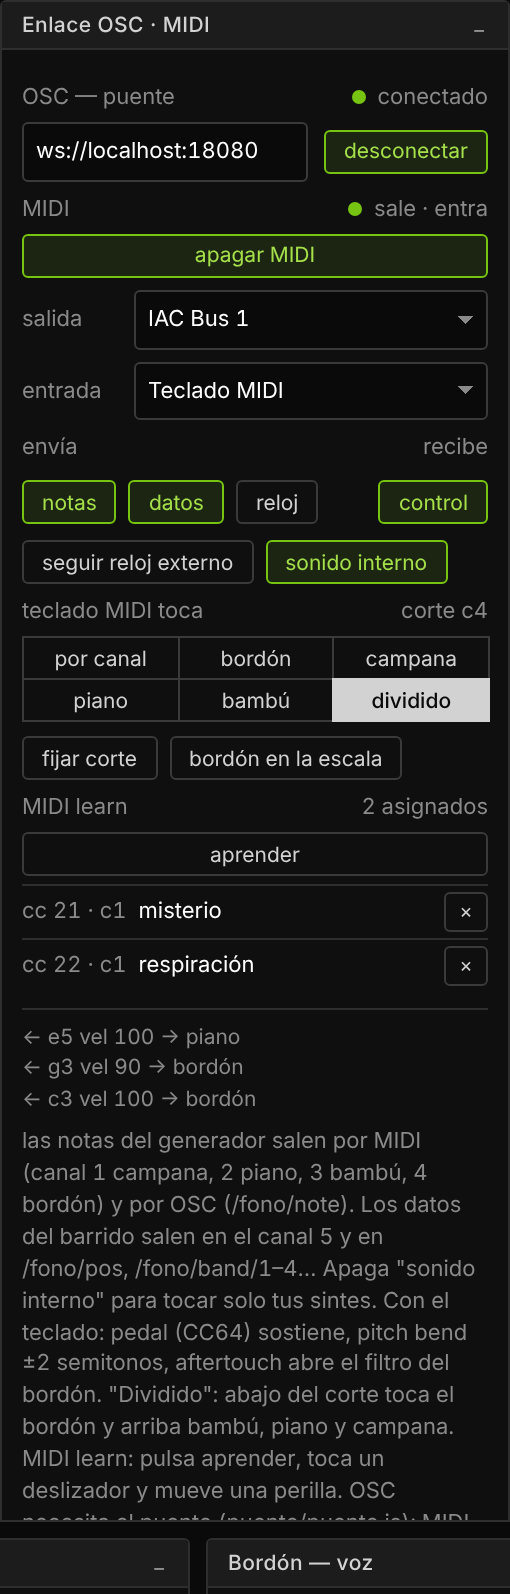 Enlace OSC · MIDI
OSC — puente conectado
ws://localhost:18080 desconectar
MIDI sale · entra
apagar MIDI
salida IAC Bus 1
entrada Teclado MIDI
envía recibe
notas datos reloj control
seguir reloj externo sonido interno
teclado MIDI toca corte c4
por canal bordón campana
piano bambú dividido
fijar corte bordón en la escala
MIDI learn 2 asignados
aprender
cc 21 · c1 misterio ×
cc 22 · c1 respiración ×
← e5 vel 100 → piano
← g3 vel 90 → bordón
← c3 vel 100 → bordón
las notas del generador salen por MIDI
(canal 1 campana, 2 piano, 3 bambú, 4
bordón) y por OSC (/fono/note). Los datos
del barrido salen en el canal 5 y en
/fono/pos, /fono/band/1–4… Apaga "sonido
interno" para tocar solo tus sintes. Con el
teclado: pedal (CC64) sostiene, pitch bend
±2 semitonos, aftertouch abre el filtro del
bordón. "Dividido": abajo del corte toca el
bordón y arriba bambú, piano y campana.
MIDI learn: pulsa aprender, toca un
deslizador y mueve una perilla. OSC
necesita el puente (puente/puente.js); MIDI
Bordón — voz